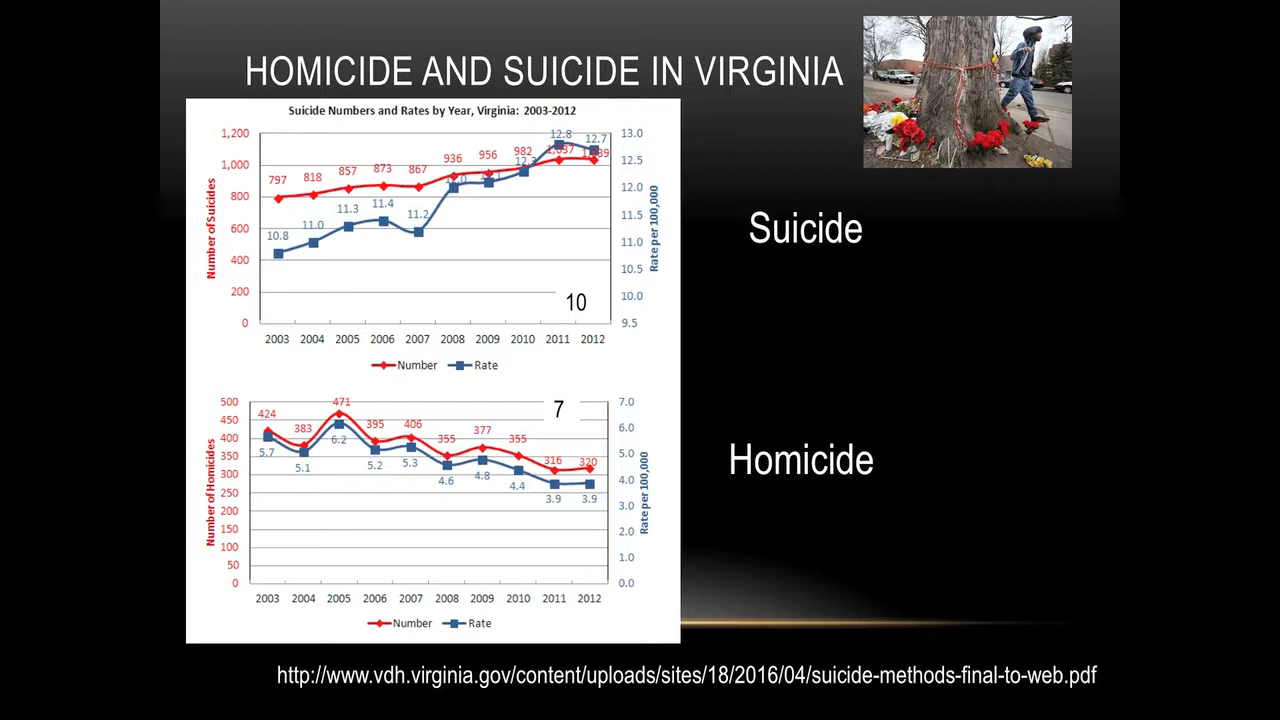 HOMICIDE AND SUICIDE IN VIRGINIA
Suicide Numbers and Rates by Year, Virginia: 2003-2012
Number of Suicides
1,200
1,000
800
600
400
200
0
797 818 857 873 867 936 956 982 1,037 1,039
10.8 11.0 11.3 11.4 11.2 12.0 12.1 12.3 12.8 12.7
13.0
12.5
12.0
11.5
11.0
10.5
10.0
9.5
Rate per 100,000
10
2003 2004 2005 2006 2007 2008 2009 2010 2011 2012
Number Rate
Suicide
Number of Homicides
500
450
400
350
300
250
200
150
100
50
0
424 383 471 395 406 355 377 355 316 320
5.7 5.1 6.2 5.2 5.3 4.6 4.8 4.4 3.9 3.9
7.0
6.0
5.0
4.0
3.0
2.0
1.0
0.0
Rate per 100,000
7
2003 2004 2005 2006 2007 2008 2009 2010 2011 2012
Number Rate
Homicide
http://www.vdh.virginia.gov/content/uploads/sites/18/2016/04/suicide-methods-final-to-web.pdf